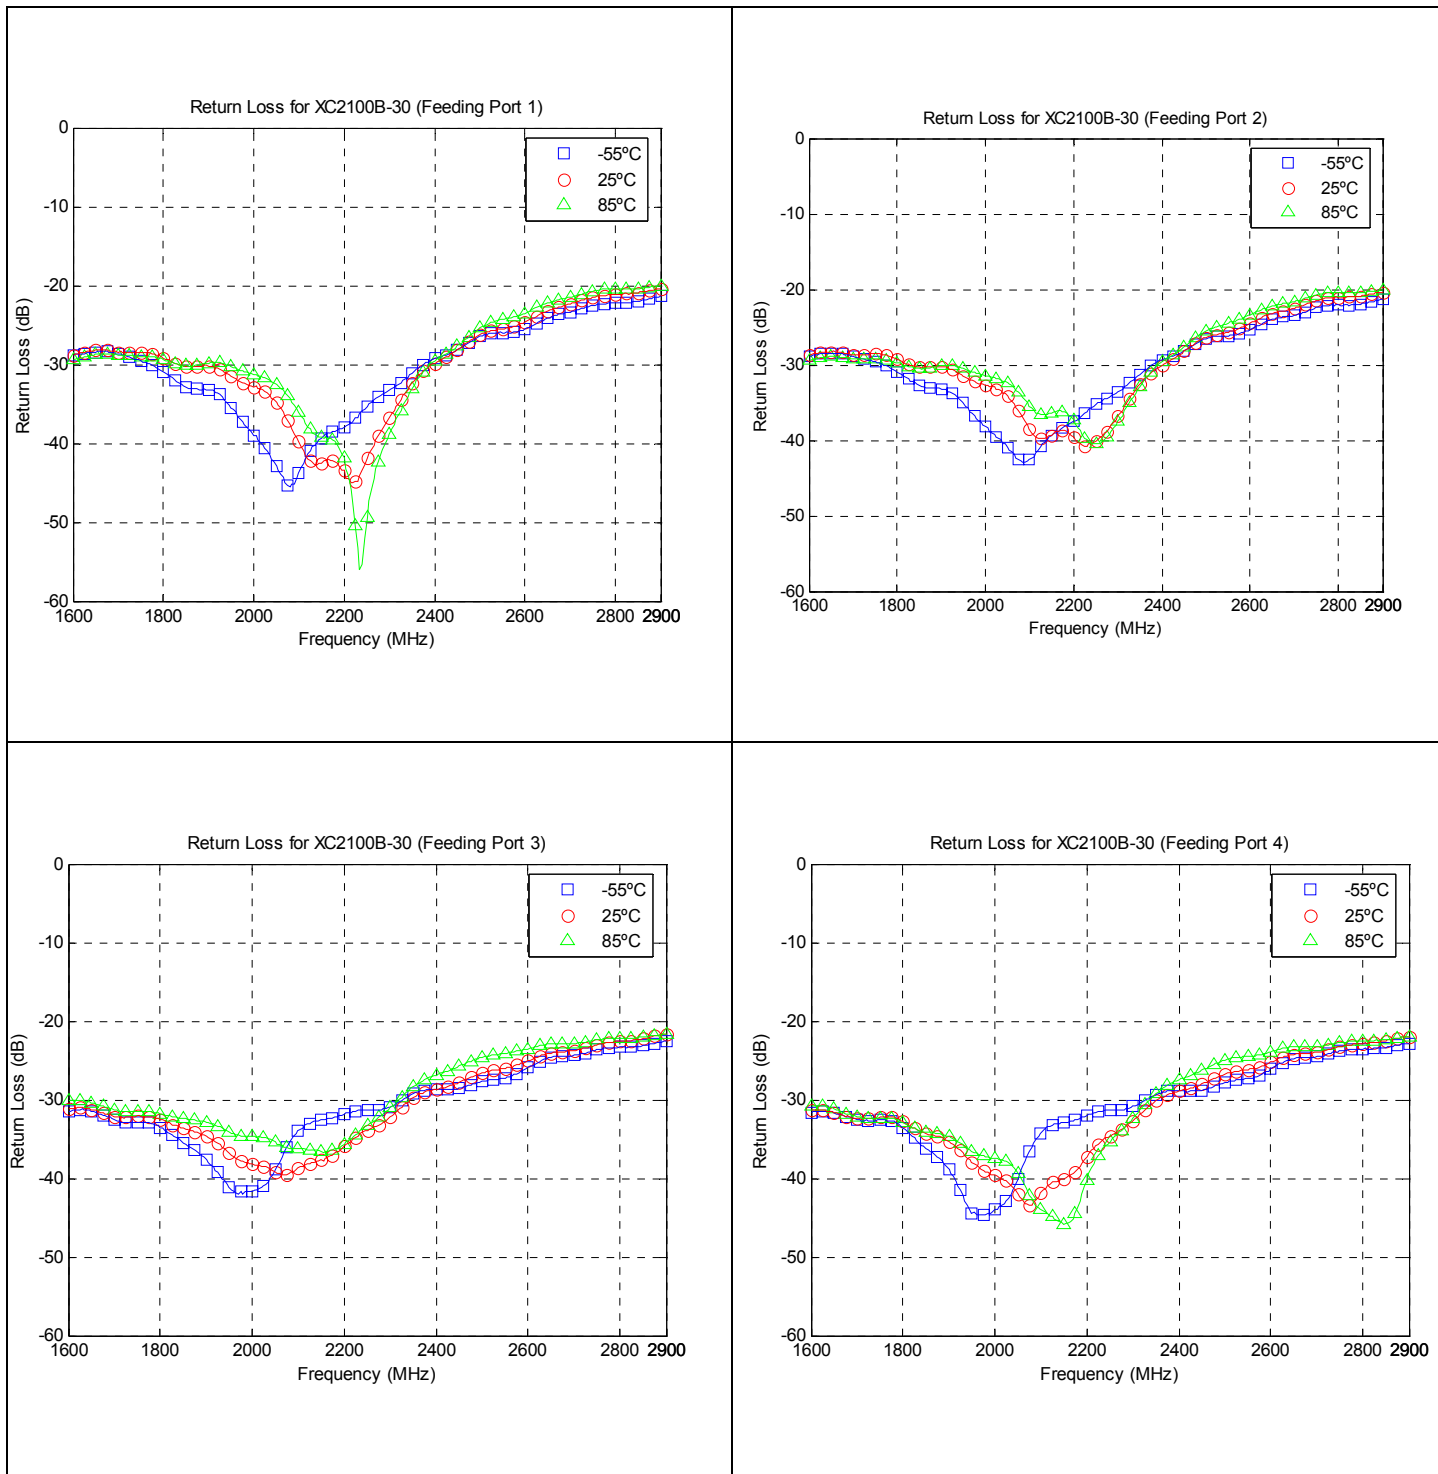 Return Loss for XC2100B-30 (Feeding Port 1)
0
-10
-20
-30
-40
-50
-60
Return Loss (dB)
-55ºC
25ºC
85ºC
1600 1800 2000 2200 2400 2600 2800 2900
Frequency (MHz)
Return Loss for XC2100B-30 (Feeding Port 2)
0
-10
-20
-30
-40
-50
-60
Return Loss (dB)
-55ºC
25ºC
85ºC
1600 1800 2000 2200 2400 2600 2800 2900
Frequency (MHz)
Return Loss for XC2100B-30 (Feeding Port 3)
0
-10
-20
-30
-40
-50
-60
Return Loss (dB)
-55ºC
25ºC
85ºC
1600 1800 2000 2200 2400 2600 2800 2900
Frequency (MHz)
Return Loss for XC2100B-30 (Feeding Port 4)
0
-10
-20
-30
-40
-50
-60
Return Loss (dB)
-55ºC
25ºC
85ºC
1600 1800 2000 2200 2400 2600 2800 2900
Frequency (MHz)